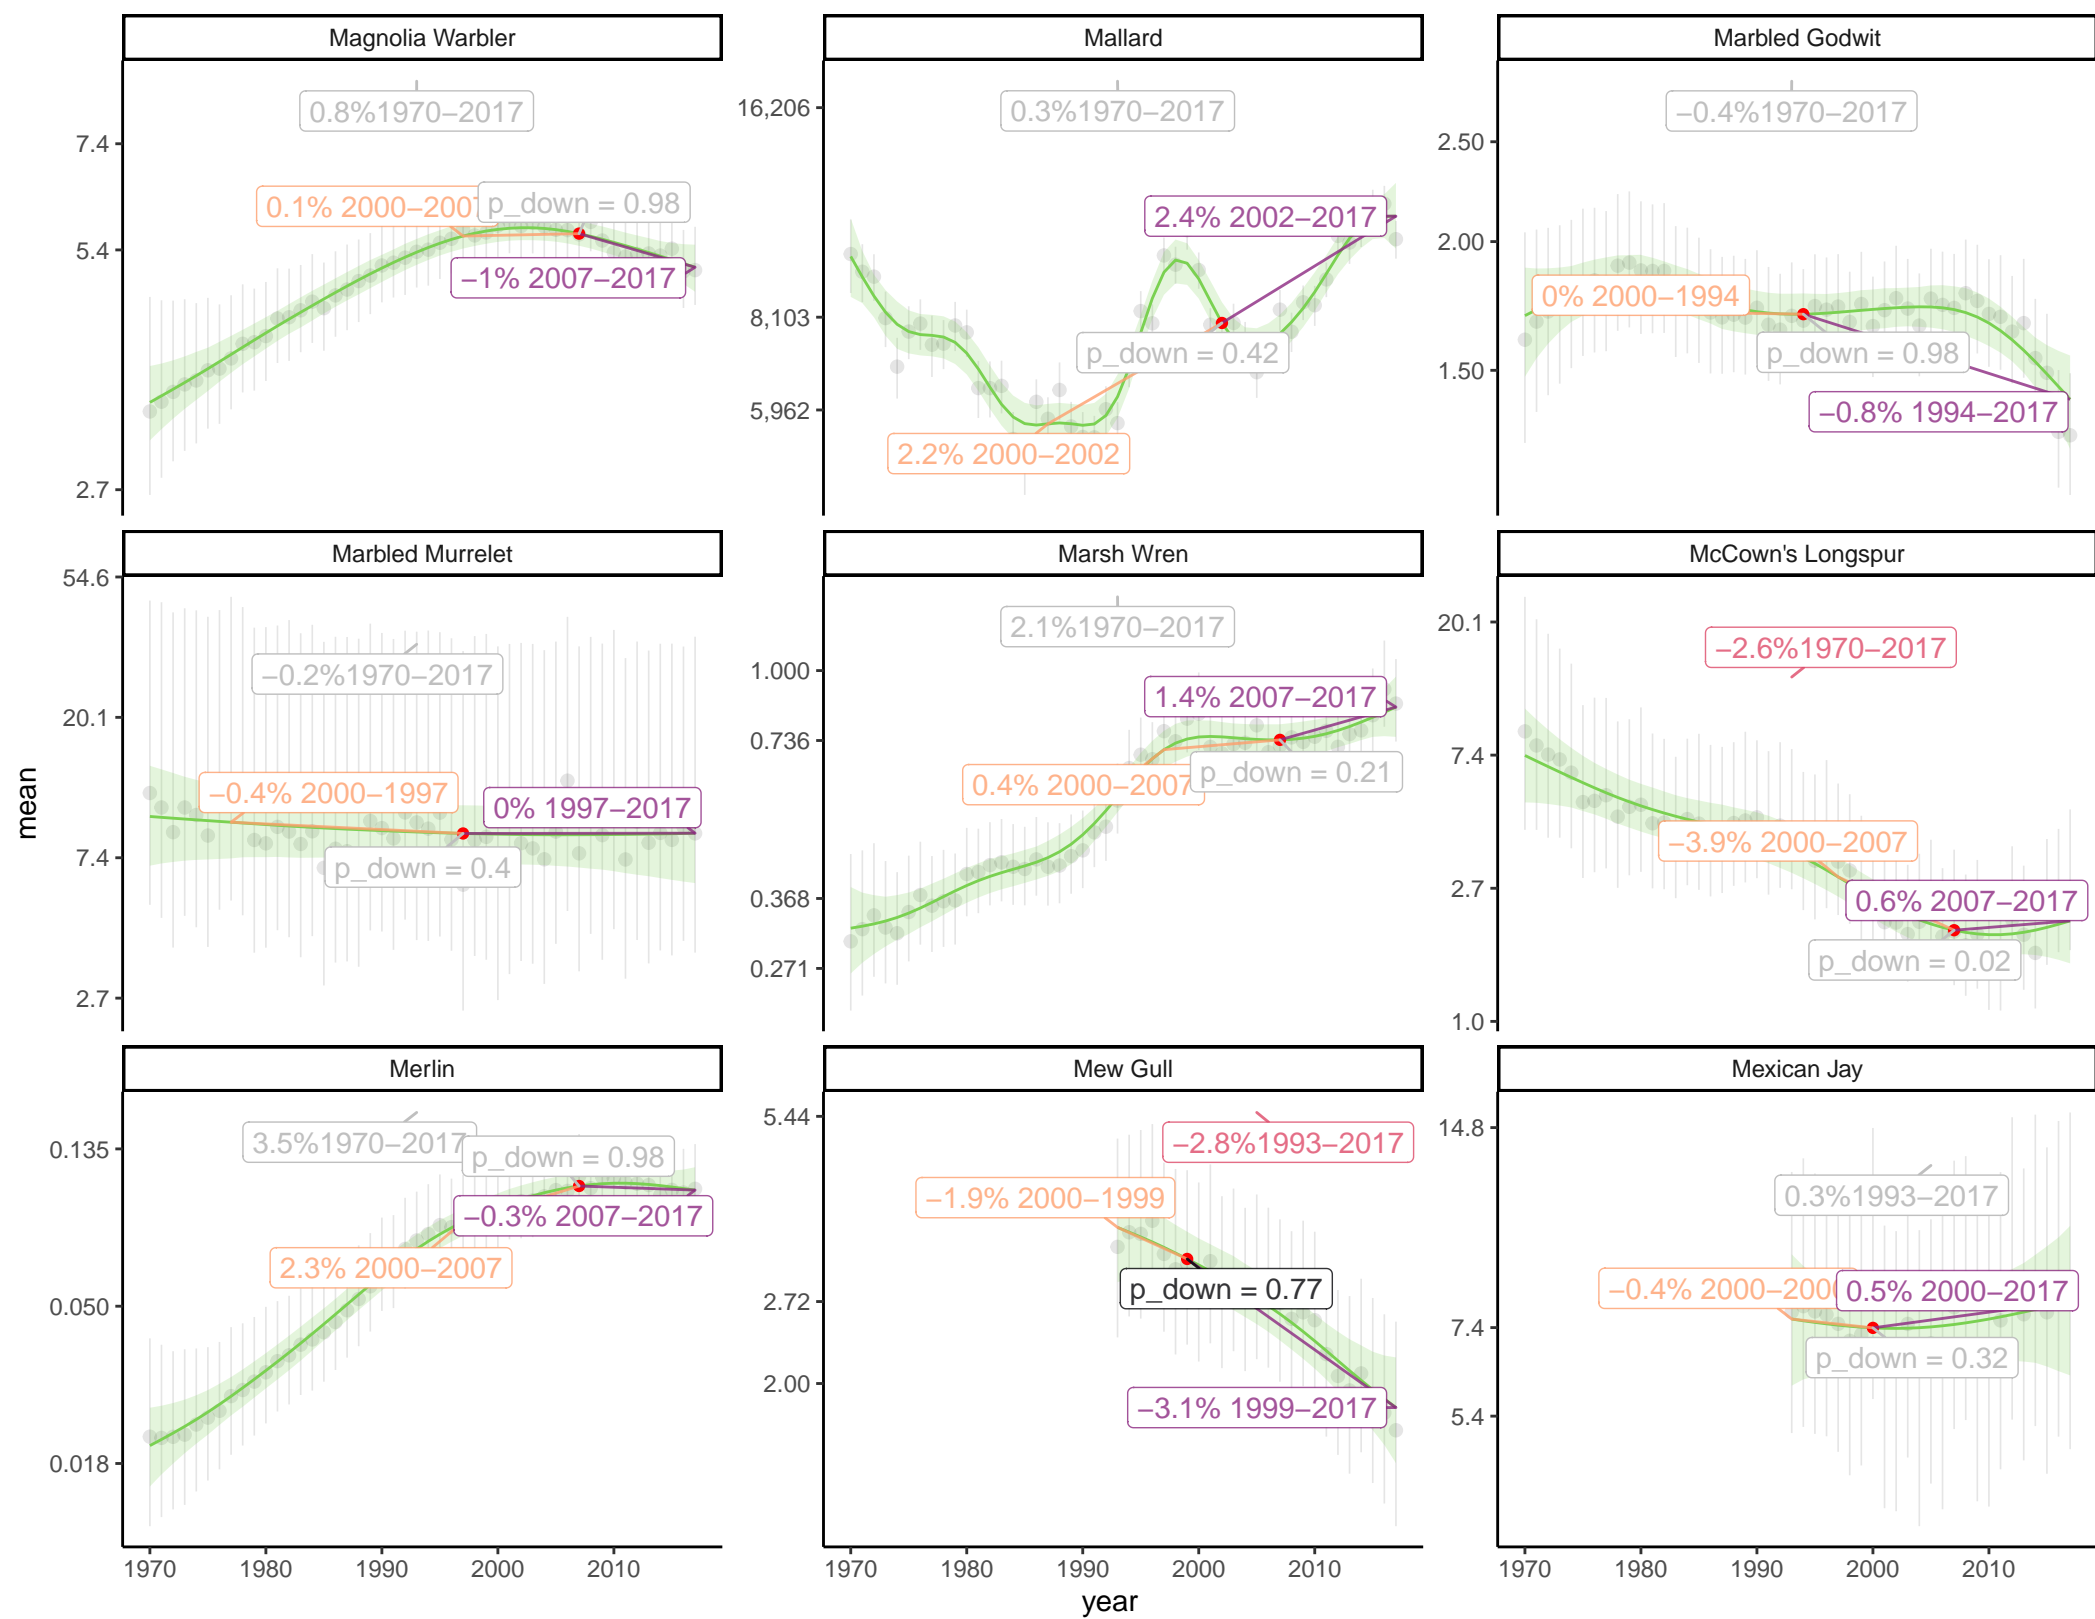 Magnolia Warbler
Mallard
Marbled Godwit
0.8%1970−2017
0.3%1970−2017
−0.4%1970−2017
7.4
5.4
2.7
0.1% 2000−2007
p_down = 0.98
−1% 2007−2017
16,206
8,103
5,962
2.4% 2002−2017
p_down = 0.42
2.2% 2000−2002
2.50
2.00
1.50
0% 2000−1994
p_down = 0.98
−0.8% 1994−2017
Marbled Murrelet
Marsh Wren
McCown's Longspur
54.6
20.1
7.4
2.7
−0.2%1970−2017
−0.4% 2000−1997
0% 1997−2017
p_down = 0.4
2.1%1970−2017
1.000
0.736
0.368
0.271
1.4% 2007−2017
0.4% 2000−2007
p_down = 0.21
20.1
7.4
2.7
1.0
−2.6%1970−2017
−3.9% 2000−2007
0.6% 2007−2017
p_down = 0.02
mean
Merlin
Mew Gull
Mexican Jay
0.135
0.050
0.018
3.5%1970−2017
p_down = 0.98
−0.3% 2007−2017
2.3% 2000−2007
5.44
2.72
2.00
−2.8%1993−2017
−1.9% 2000−1999
p_down = 0.77
−3.1% 1999−2017
14.8
7.4
5.4
0.3%1993−2017
−0.4% 2000−2000
0.5% 2000−2017
p_down = 0.32
1970 1980 1990 2000 2010
1970 1980 1990 2000 2010
1970 1980 1990 2000 2010
year